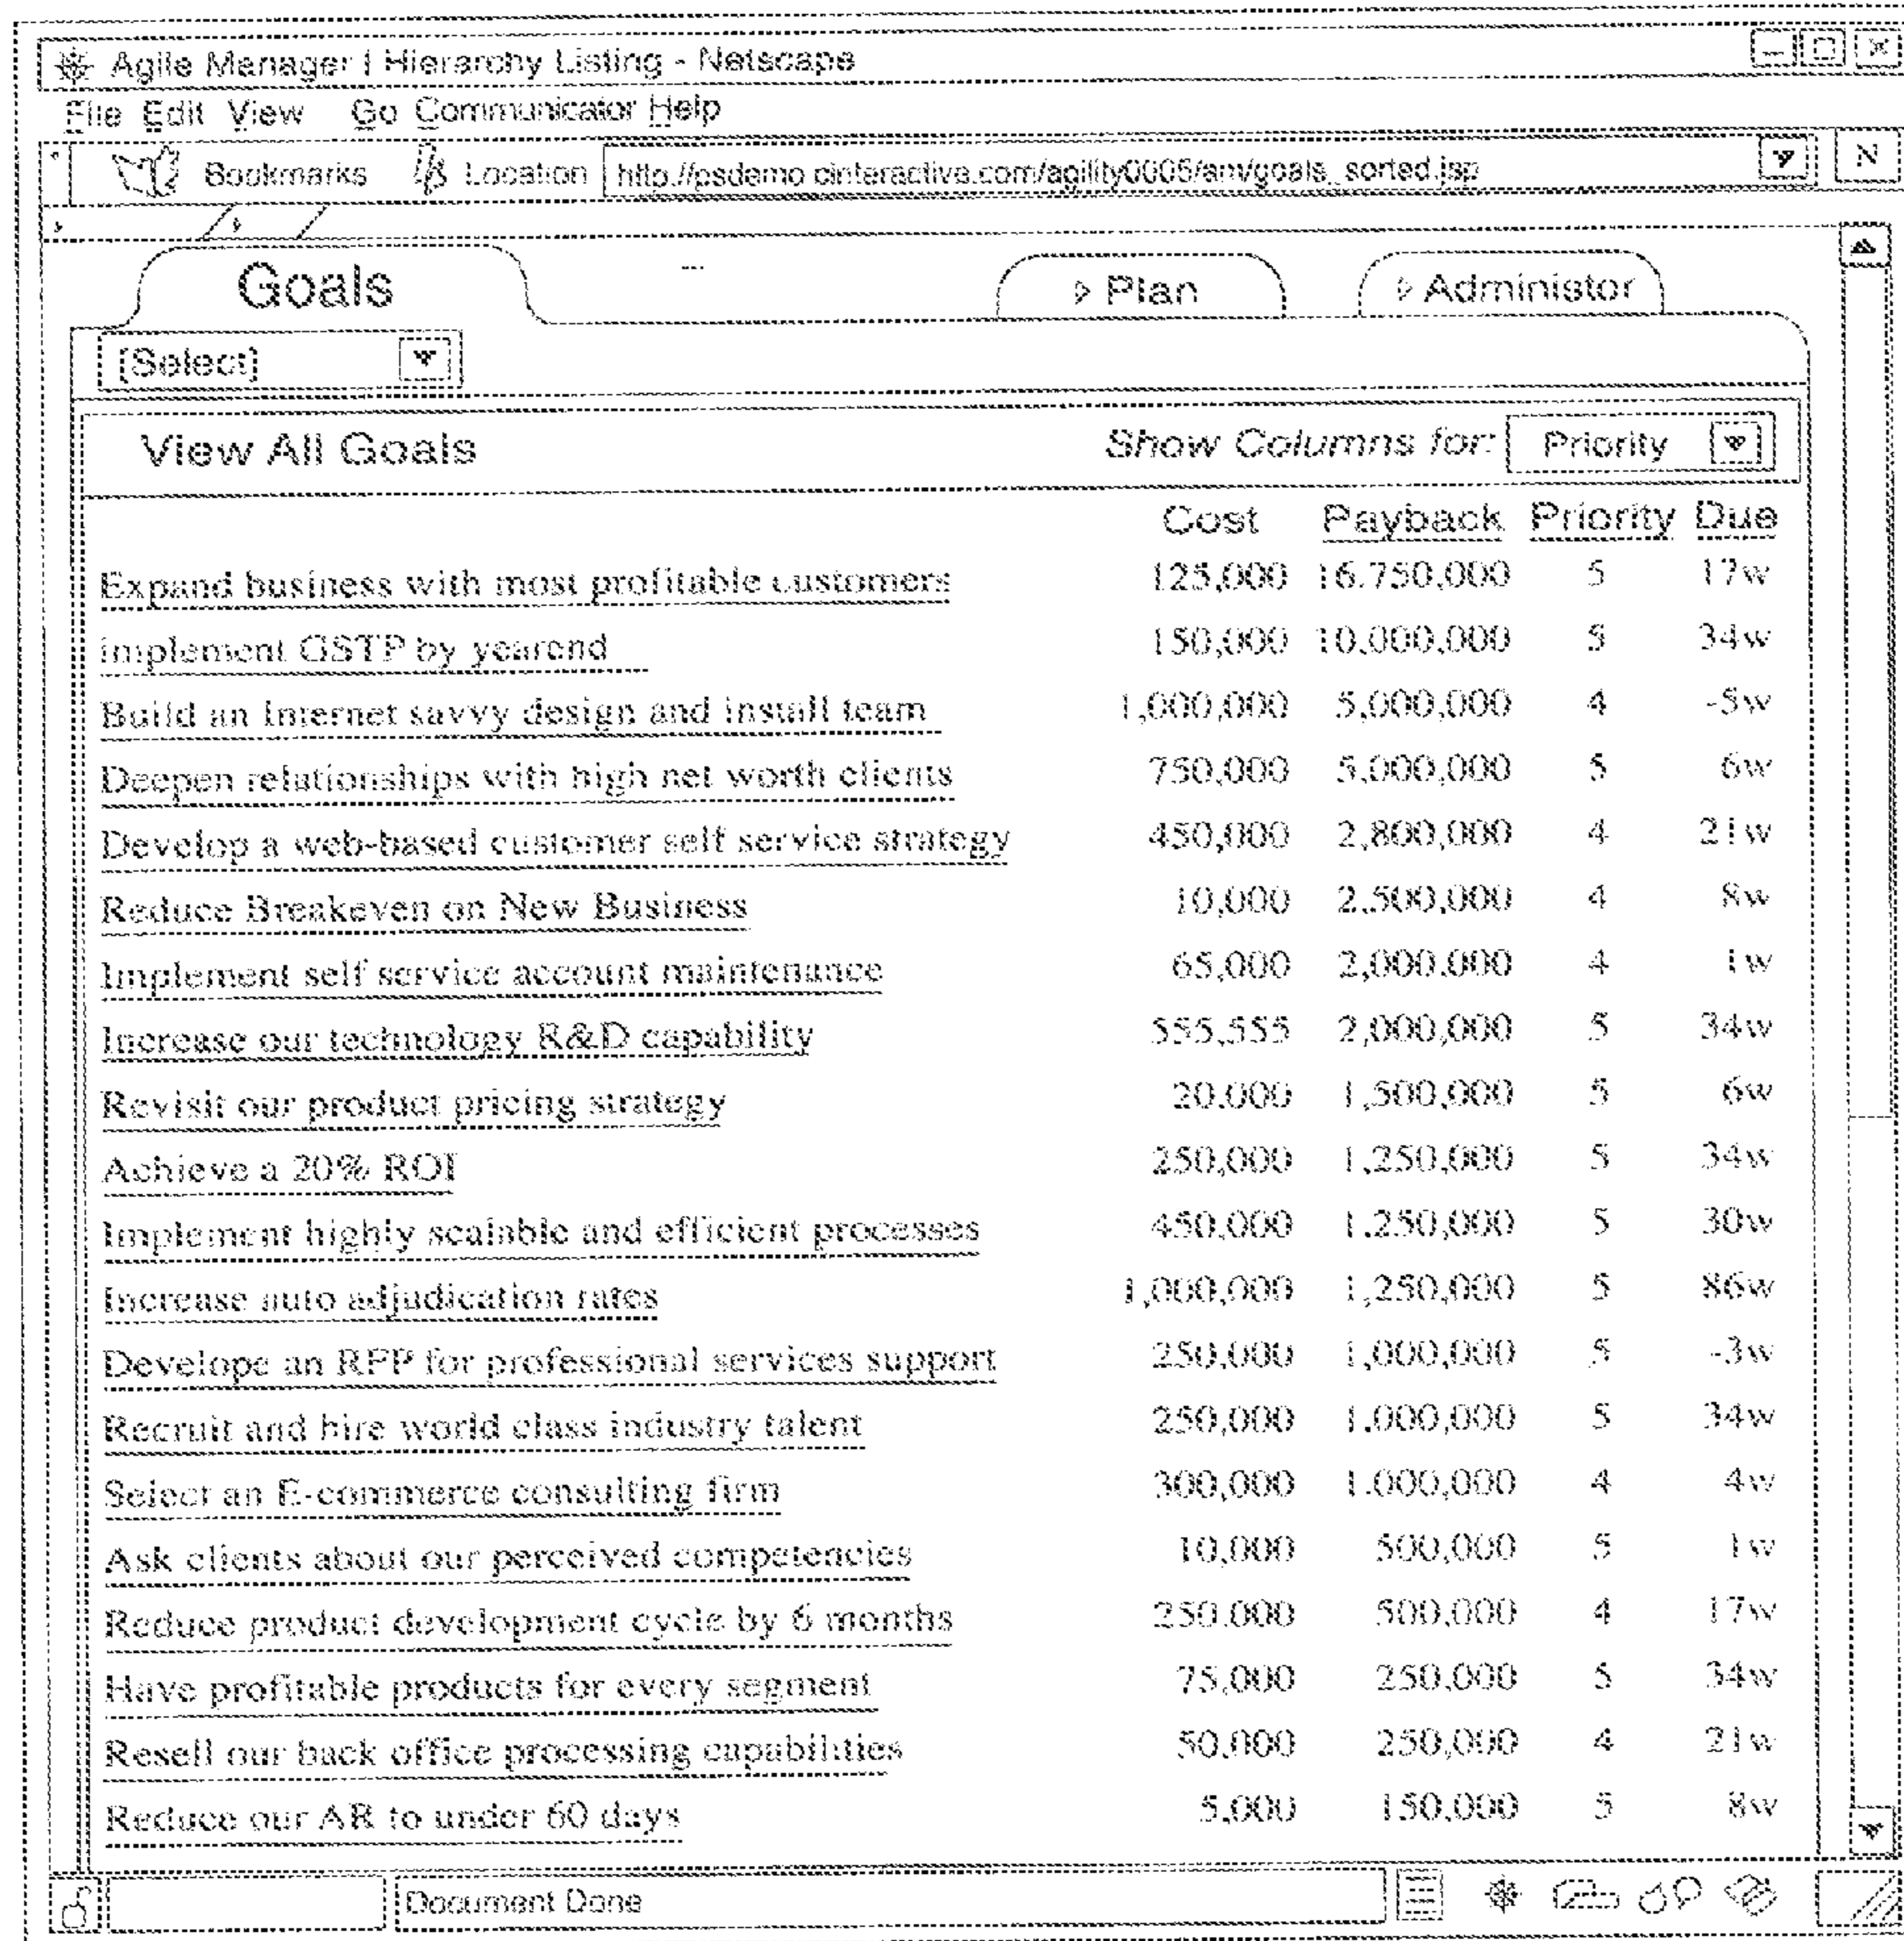 Agile Manager | Hierarchy Listing - Netscape
File Edit View Go Communicator Help
Bookmarks Location http://psdemo.cinteractive.com/agility0005/am/goals_sorted.jsp N
Goals ... Plan Administor
[Select]
View All Goals Show Columns for: Priority
Cost Payback Priority Due
Expand business with most profitable customers 125,000 16.750,000 5 17w
implement GSTP by yearend 150,000 10,000,000 5 34w
Build an Internet savvy design and install team 1,000,000 5,000,000 4 -5w
Deepen relationships with high net worth clients 750,000 5,000,000 5 6w
Develop a web-based customer self service strategy 450,000 2,800,000 4 21w
Reduce Breakeven on New Business 10,000 2,500,000 4 8w
Implement self service account maintenance 65,000 2,000,000 4 1w
Increase our technology R&D capability 555,555 2,000,000 5 34w
Revisit our product pricing strategy 20.000 1,500,000 5 6w
Achieve a 20% ROI 250,000 1,250,000 5 34w
Implement highly scalable and efficient processes 450,000 1,250,000 5 30w
Increase auto adjudication rates 1,000,000 1,250,000 5 86w
Develope an RFP for professional services support 250,000 1,000,000 5 -3w
Recruit and hire world class industry talent 250,000 1.000,000 5 34w
Select an E-commerce consulting firm 300,000 1.000,000 4 4w
Ask clients about our perceived competencies 10,000 500,000 5 1w
Reduce product development cycle by 6 months 250.000 500,000 4 17w
Have profitable products for every segment 75,000 250,000 5 34w
Resell our back office processing capabilities 50,000 250,000 4 21w
Reduce our AR to under 60 days 5,000 150,000 5 8w
Document Done